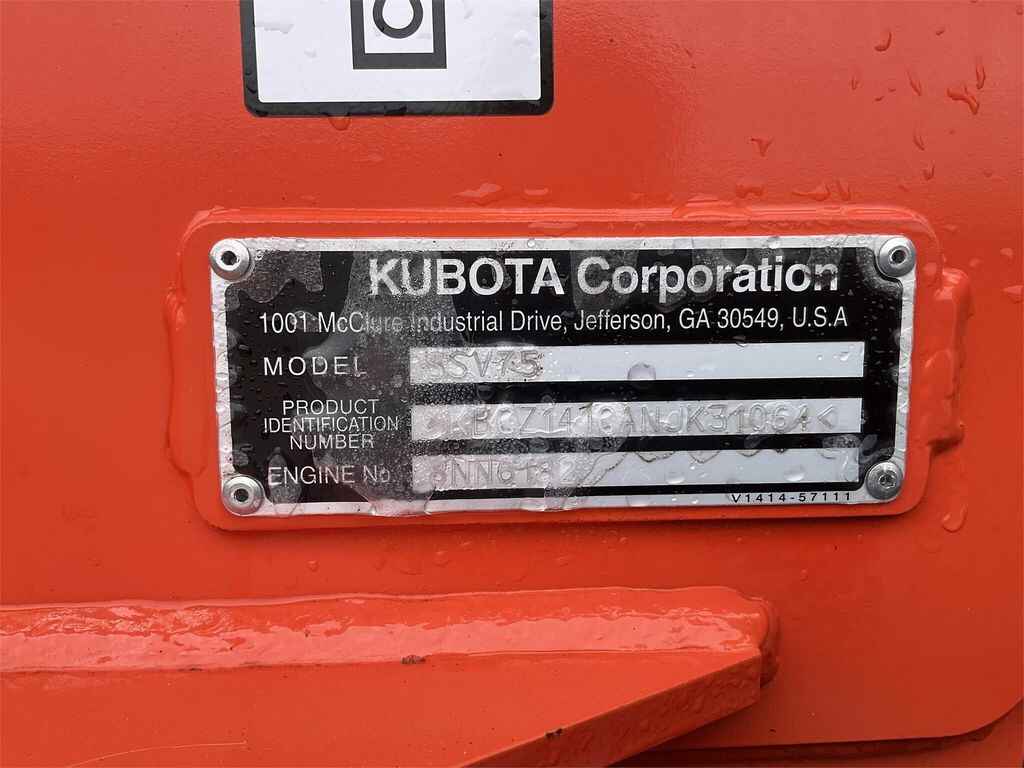 KUBOTA Corporation
1001 McClure Industrial Drive, Jefferson, GA 30549, U.S.A
MODEL SSV75
PRODUCT
IDENTIFICATION
NUMBER
ENGINE No.
V1414-57111